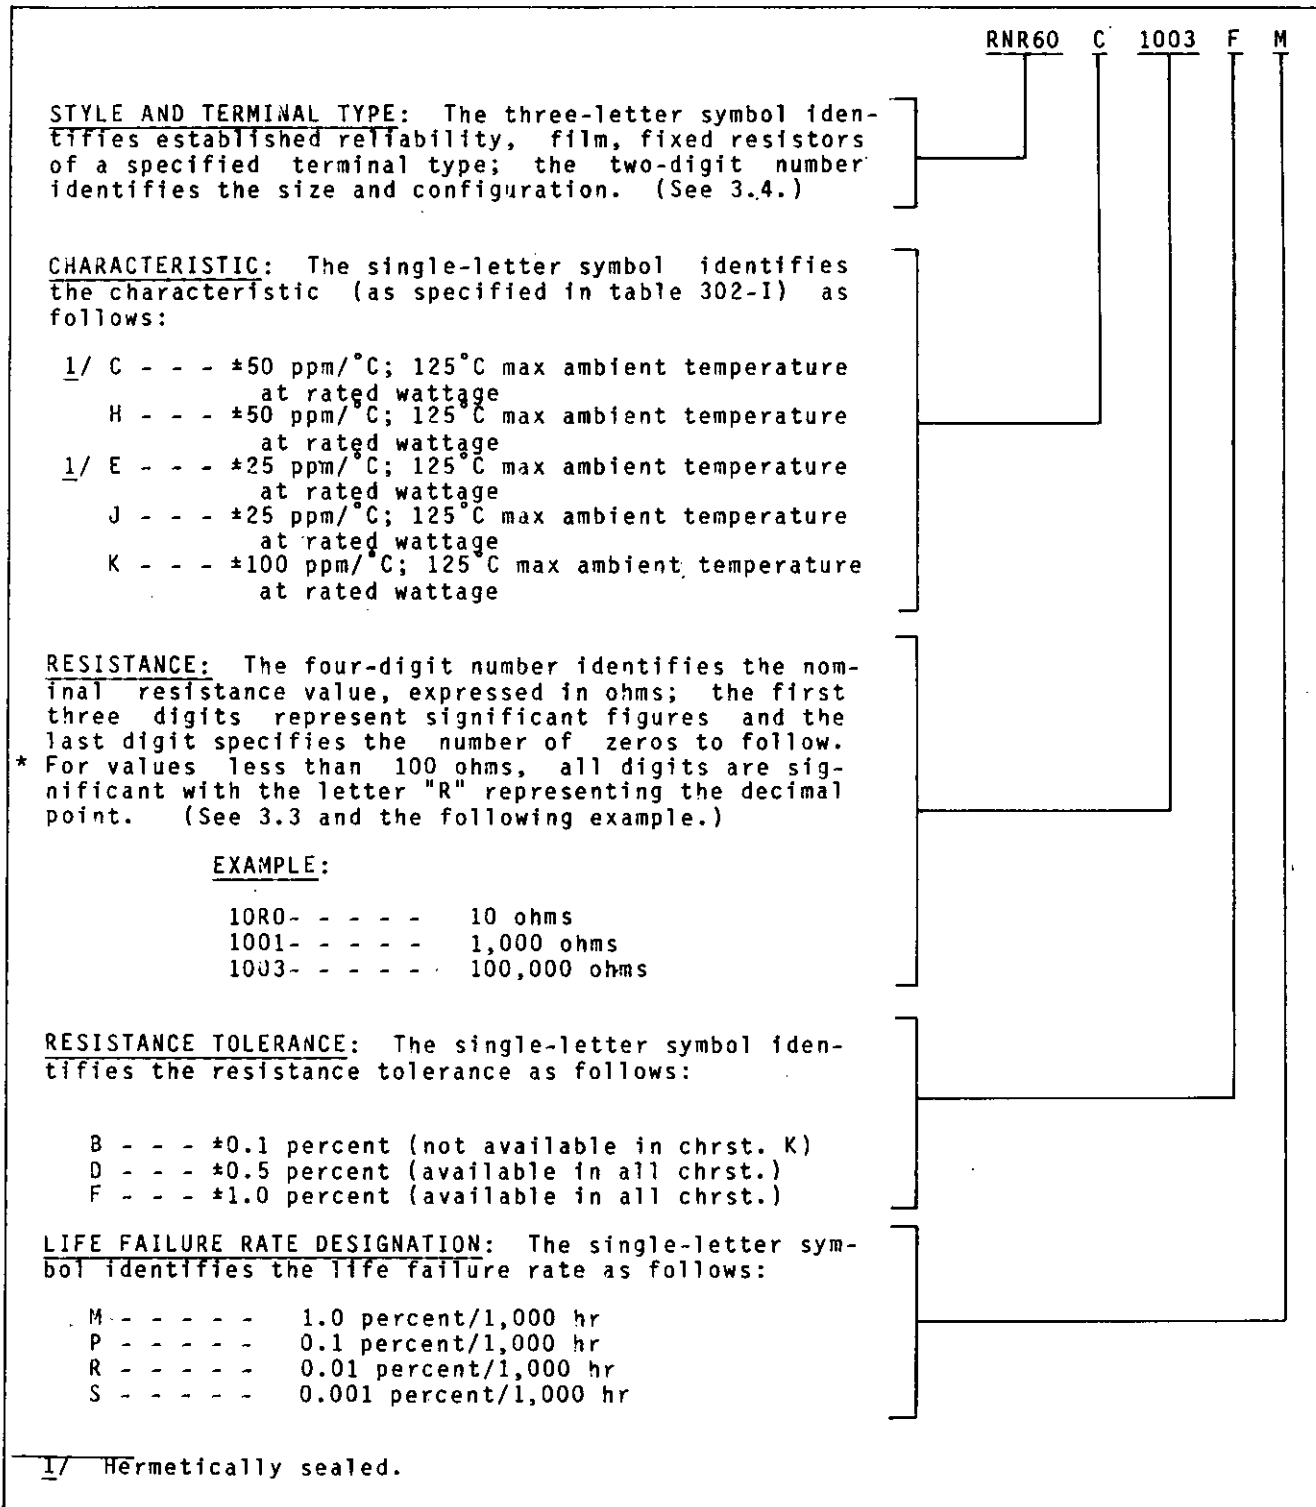 RNR60 C 1003 F M
STYLE AND TERMINAL TYPE: The three-letter symbol iden-
tifies established reliability, film, fixed resistors
of a specified terminal type; the two-digit number
identifies the size and configuration. (See 3.4.)
CHARACTERISTIC: The single-letter symbol identifies
the characteristic (as specified in table 302-I) as
follows:
1/ C - - - ±50 ppm/°C; 125°C max ambient temperature
at rated wattage
H - - - ±50 ppm/°C; 125°C max ambient temperature
at rated wattage
1/ E - - - ±25 ppm/°C; 125°C max ambient temperature
at rated wattage
J - - - ±25 ppm/°C; 125°C max ambient temperature
at rated wattage
K - - - ±100 ppm/°C; 125°C max ambient temperature
at rated wattage
RESISTANCE: The four-digit number identifies the nom-
inal resistance value, expressed in ohms; the first
three digits represent significant figures and the
last digit specifies the number of zeros to follow.
* For values less than 100 ohms, all digits are sig-
nificant with the letter "R" representing the decimal
point. (See 3.3 and the following example.)
EXAMPLE:
10R0- - - - - 10 ohms
1001- - - - - 1,000 ohms
1003- - - - - 100,000 ohms
RESISTANCE TOLERANCE: The single-letter symbol iden-
tifies the resistance tolerance as follows:
B - - - ±0.1 percent (not available in chrst. K)
D - - - ±0.5 percent (available in all chrst.)
F - - - ±1.0 percent (available in all chrst.)
LIFE FAILURE RATE DESIGNATION: The single-letter sym-
bol identifies the life failure rate as follows:
M - - - - - 1.0 percent/1,000 hr
P - - - - - 0.1 percent/1,000 hr
R - - - - - 0.01 percent/1,000 hr
S - - - - - 0.001 percent/1,000 hr
1/ Hermetically sealed.